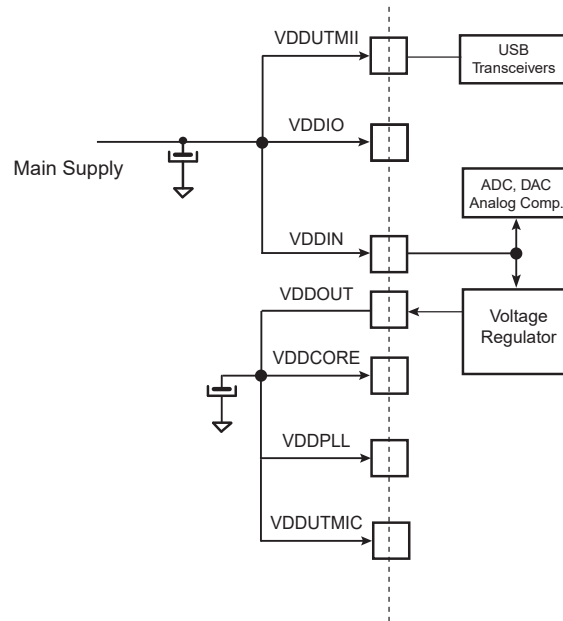 VDDUTMII
USB
Transceivers
VDDIO
Main Supply
ADC, DAC
Analog Comp.
VDDIN
VDDOUT
Voltage
Regulator
VDDCORE
VDDPLL
VDDUTMIC